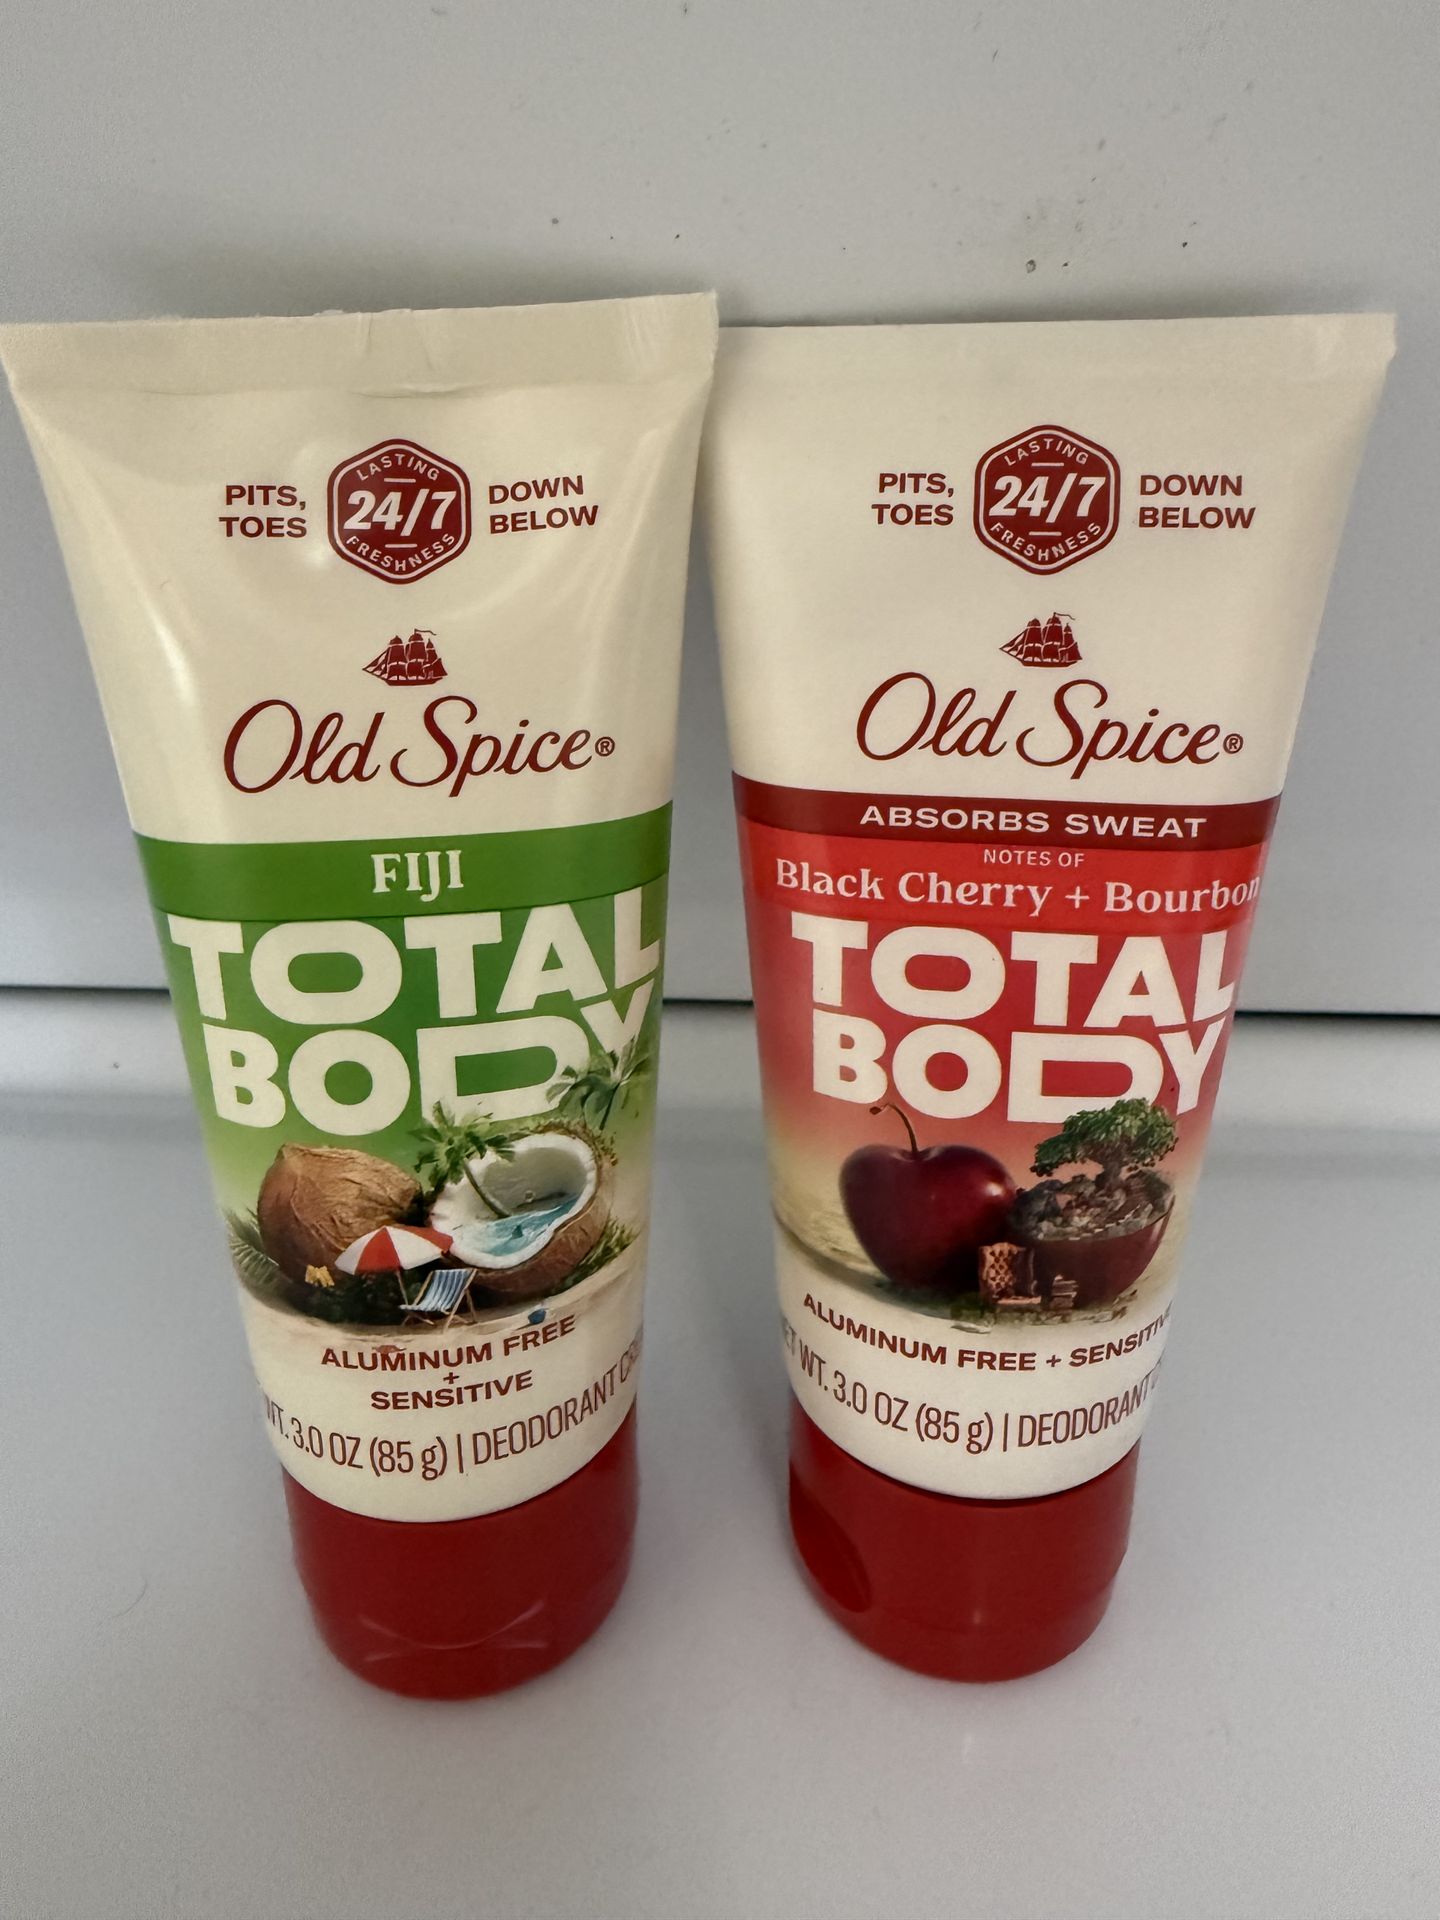 PITS,
TOES
LASTING
24/7
FRESHNESS
DOWN
BELOW
Old Spice®
FIJI
TOTAL
BODY
ALUMINUM FREE
+
SENSITIVE
WT. 3.0 OZ (85 g) | DEODORANT
PITS,
TOES
LASTING
24/7
FRESHNESS
DOWN
BELOW
Old Spice®
ABSORBS SWEAT
NOTES OF
Black Cherry + Bourbon
TOTAL
BODY
ALUMINUM FREE + SENSITIVE
WT. 3.0 OZ (85 g) | DEODORANT